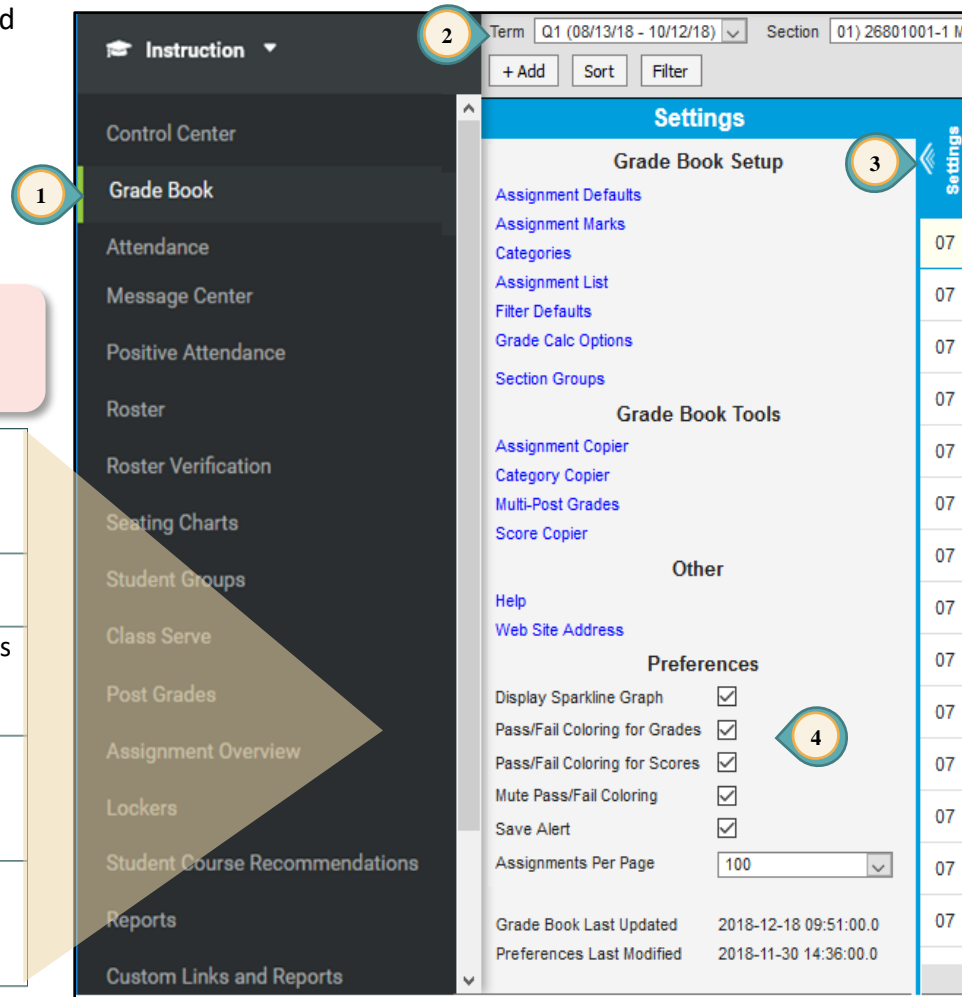 d
Instruction
Control Center
1
Grade Book
Attendance
Message Center
Positive Attendance
Roster
Roster Verification
Seating Charts
Student Groups
Class Serve
Post Grades
Assignment Overview
Lockers
Student Course Recommendations
Reports
Custom Links and Reports
s
2
Term Q1 (08/13/18 - 10/12/18) Section 01) 26801001-1 M
+ Add Sort Filter
Settings
3
Settings
Grade Book Setup
Assignment Defaults
Assignment Marks
Categories
Assignment List
Filter Defaults
Grade Calc Options
Section Groups
Grade Book Tools
Assignment Copier
Category Copier
Multi-Post Grades
Score Copier
Other
Help
Web Site Address
Preferences
Display Sparkline Graph
Pass/Fail Coloring for Grades
4
Pass/Fail Coloring for Scores
Mute Pass/Fail Coloring
Save Alert
Assignments Per Page 100
Grade Book Last Updated 2018-12-18 09:51:00.0
Preferences Last Modified 2018-11-30 14:36:00.0
07
07
07
07
07
07
07
07
07
07
07
07
07
07